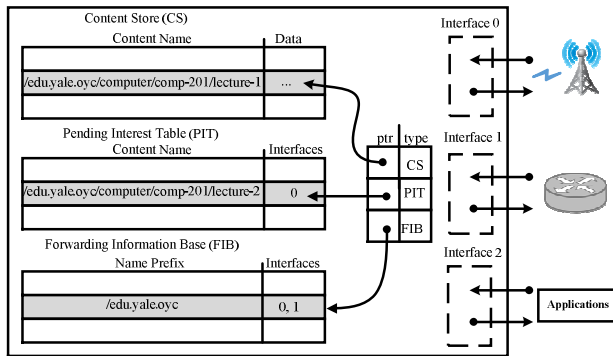 Content Store (CS)
Content Name
Data
/edu.yale.oyc/computer/comp-201/lecture-1
...
Pending Interest Table (PIT)
Content Name
Interfaces
/edu.yale.oyc/computer/comp-201/lecture-2
0
Forwarding Information Base (FIB)
Name Prefix
Interfaces
/edu.yale.oyc
0, 1
ptr
type
CS
PIT
FIB
Interface 0
Interface 1
Interface 2
Applications